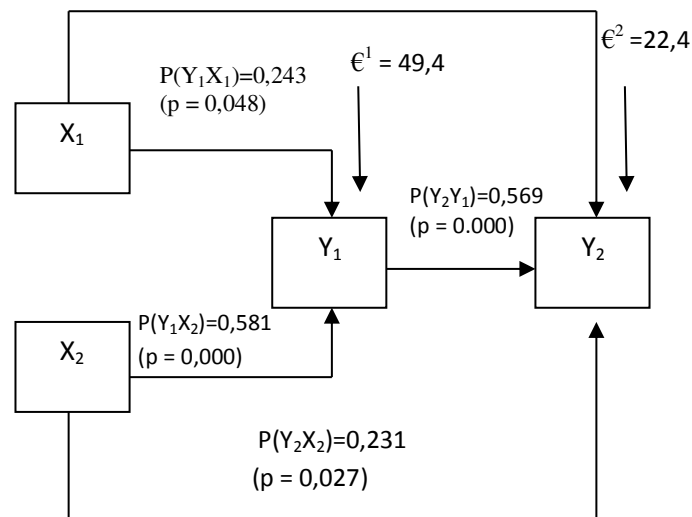 €² =22,4
€¹ = 49,4
P(Y₁X₁)=0,243
(p = 0,048)
X₁
P(Y₂Y₁)=0,569
(p = 0.000)
Y₁
Y₂
P(Y₁X₂)=0,581
(p = 0,000)
X₂
P(Y₂X₂)=0,231
(p = 0,027)